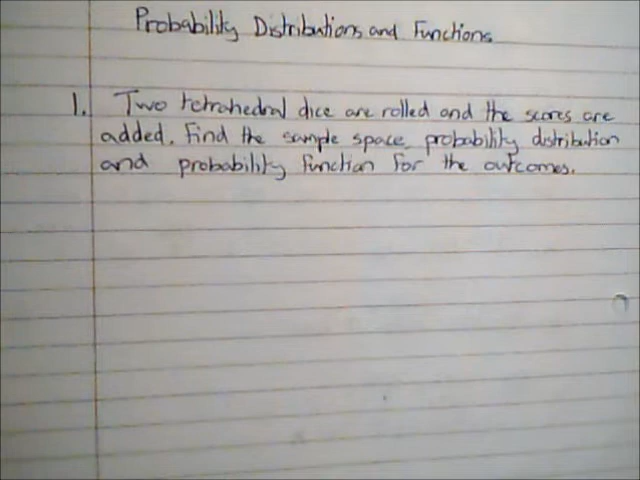 Probability Distributions and Functions.
1. Two tetrahedral dice are rolled and the scores are
added. Find the sample space, probability distribution
and probability function for the outcomes.